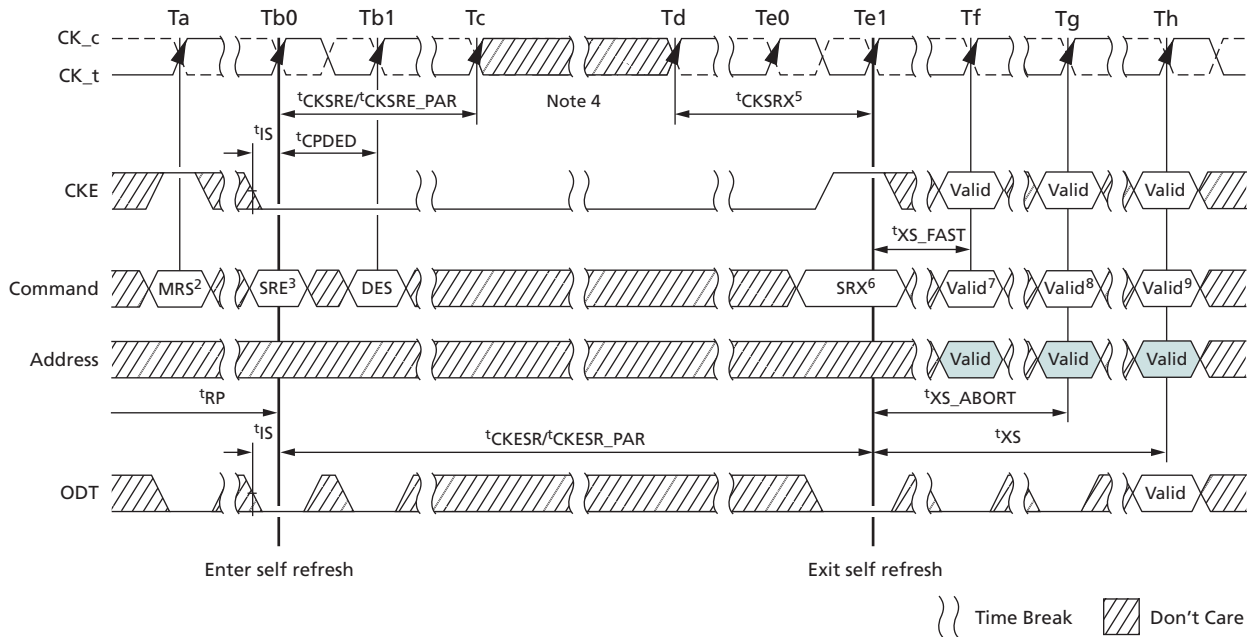 Ta Tb0 Tb1 Tc Td Te0 Te1 Tf Tg Th
CK_c
CK_t
tCKSRE/tCKSRE_PAR Note 4 tCKSRX5
tIS tCPDED
CKE Valid Valid Valid
tXS_FAST
Command MRS2 SRE3 DES SRX6 Valid7 Valid8 Valid9
Address Valid Valid Valid
tRP tXS_ABORT
tIS tCKESR/tCKESR_PAR tXS
ODT Valid
Enter self refresh Exit self refresh
Time Break Don't Care